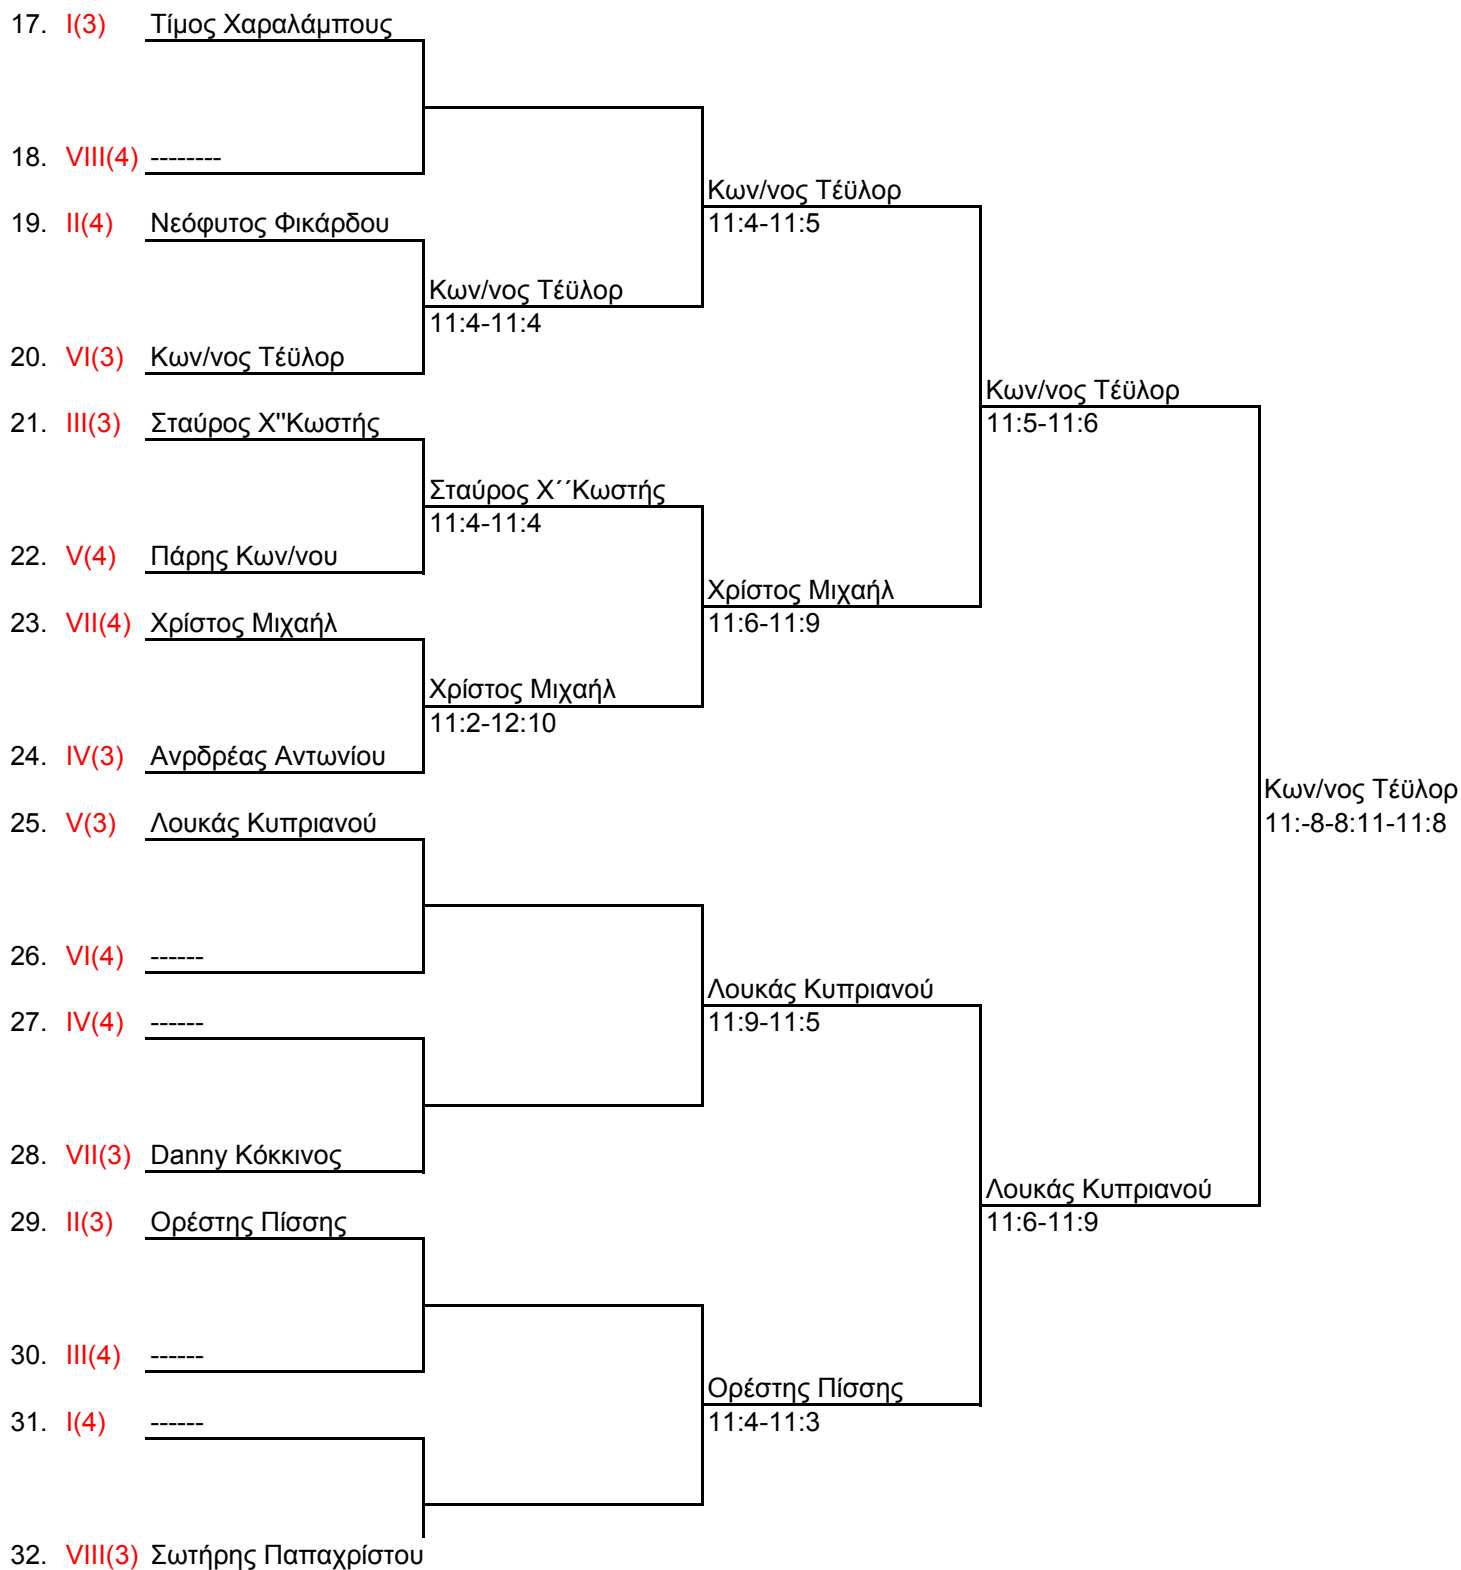 17. I(3) Τίμος Χαραλάμπους
18. VIII(4) --------
Κων/νος Τέϋλορ
19. II(4) Νεόφυτος Φικάρδου
11:4-11:5
Κων/νος Τέϋλορ
11:4-11:4
20. VI(3) Κων/νος Τέϋλορ
Κων/νος Τέϋλορ
21. III(3) Σταύρος Χ"Κωστής
11:5-11:6
Σταύρος Χ´´Κωστής
11:4-11:4
22. V(4) Πάρης Κων/νου
Χρίστος Μιχαήλ
23. VII(4) Χρίστος Μιχαήλ
11:6-11:9
Χρίστος Μιχαήλ
11:2-12:10
24. IV(3) Ανρδρέας Αντωνίου
Κων/νος Τέϋλορ
25. V(3) Λουκάς Κυπριανού
11:-8-8:11-11:8
26. VI(4) ------
Λουκάς Κυπριανού
27. IV(4) ------
11:9-11:5
28. VII(3) Danny Κόκκινος
Λουκάς Κυπριανού
29. II(3) Ορέστης Πίσσης
11:6-11:9
30. III(4) ------
Ορέστης Πίσσης
31. I(4) ------
11:4-11:3
32. VIII(3) Σωτήρης Παπαχρίστου